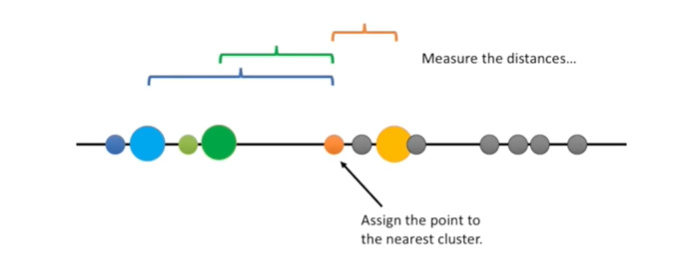 Measure the distances...
Assign the point to
the nearest cluster.